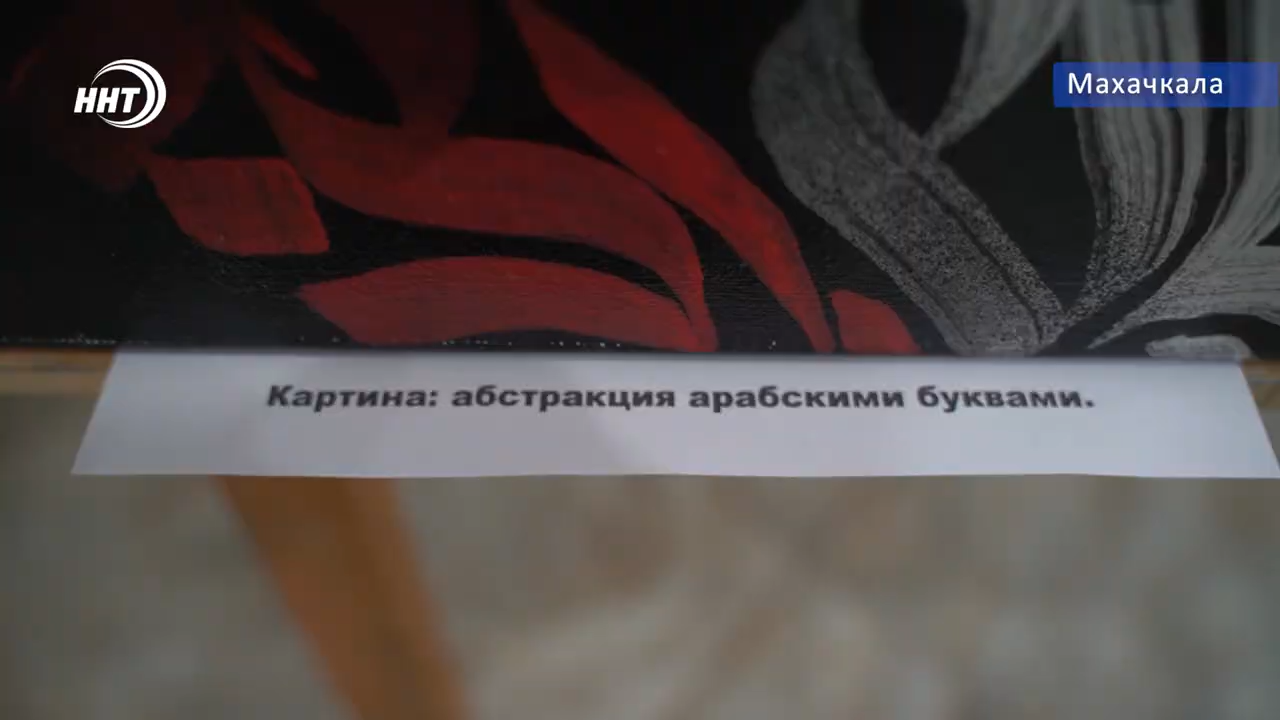 ННТ
Махачкала
Картина: абстракция арабскими буквами.